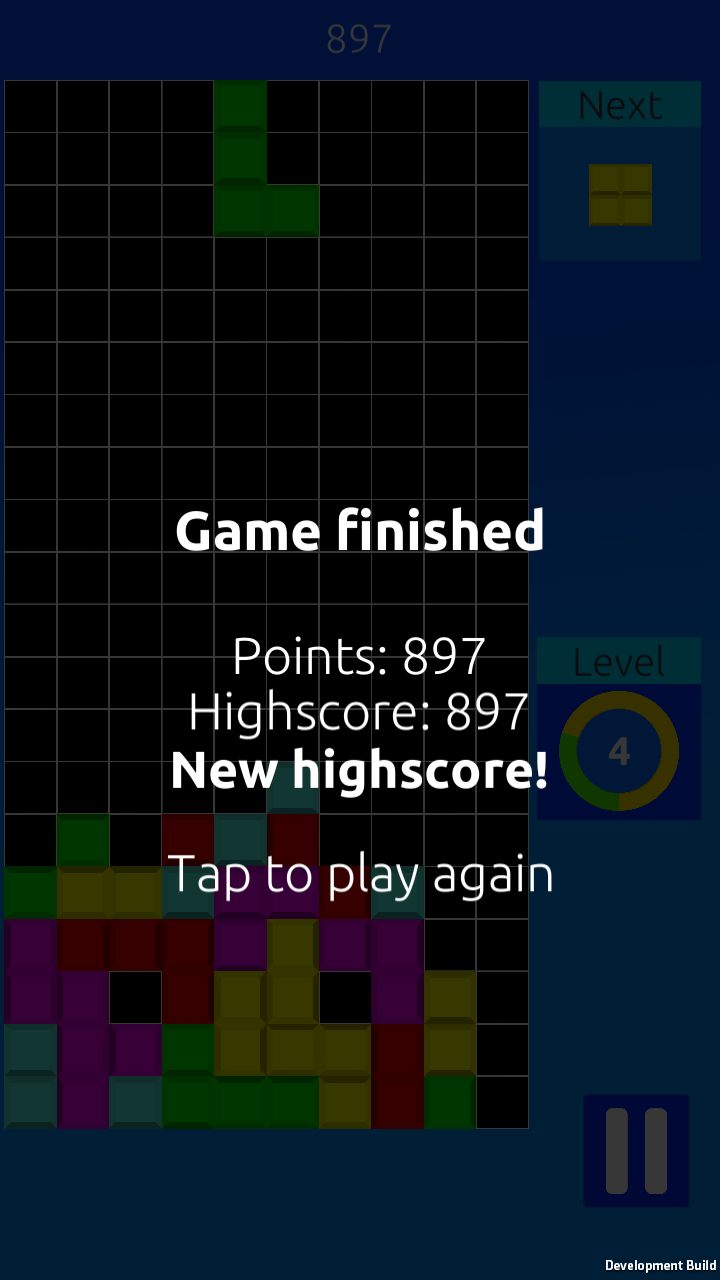 897
Next
Game finished
Points: 897
Level
Highscore: 897
4
New highscore!
Tap to play again
Development Build